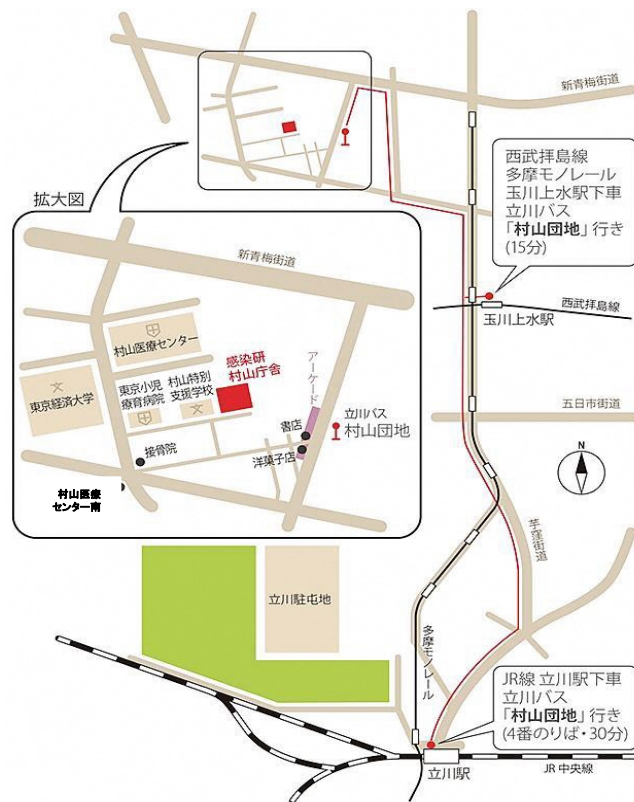 新青梅街道
西武拝島線
多摩モノレール
玉川上水駅下車
立川バス
「村山団地」行き
(15分)
拡大図
新青梅街道
西武拝島線
玉川上水駅
村山医療センター
アーケード
感染研
村山庁舎
東京経済大学
東京小児
療育病院
村山特別
支援学校
立川バス
村山団地
書店
洋菓子店
接骨院
村山医療
センター南
五日市街道
N
芋窪街道
立川駐屯地
多摩モノレール
JR線 立川駅下車
立川バス
「村山団地」行き
(4番のりば・30分)
立川駅
JR 中央線